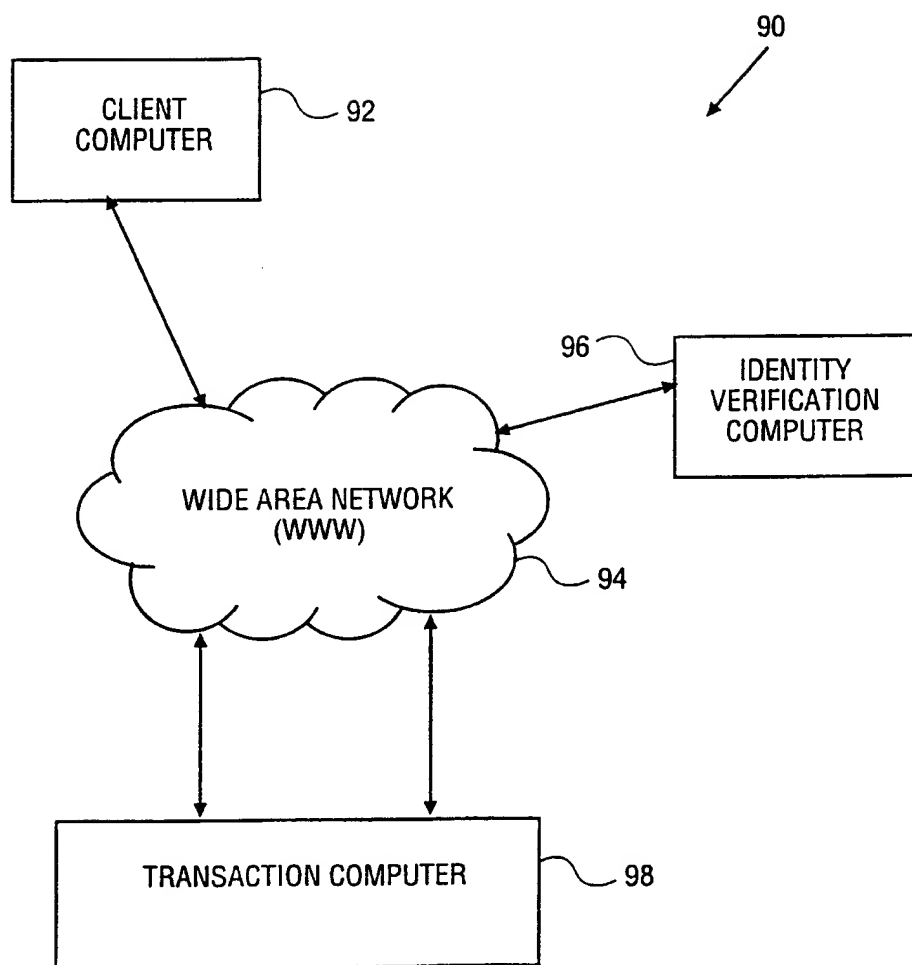 90
CLIENT
COMPUTER
92
96
IDENTITY
VERIFICATION
COMPUTER
WIDE AREA NETWORK
(WWW)
94
TRANSACTION COMPUTER
98